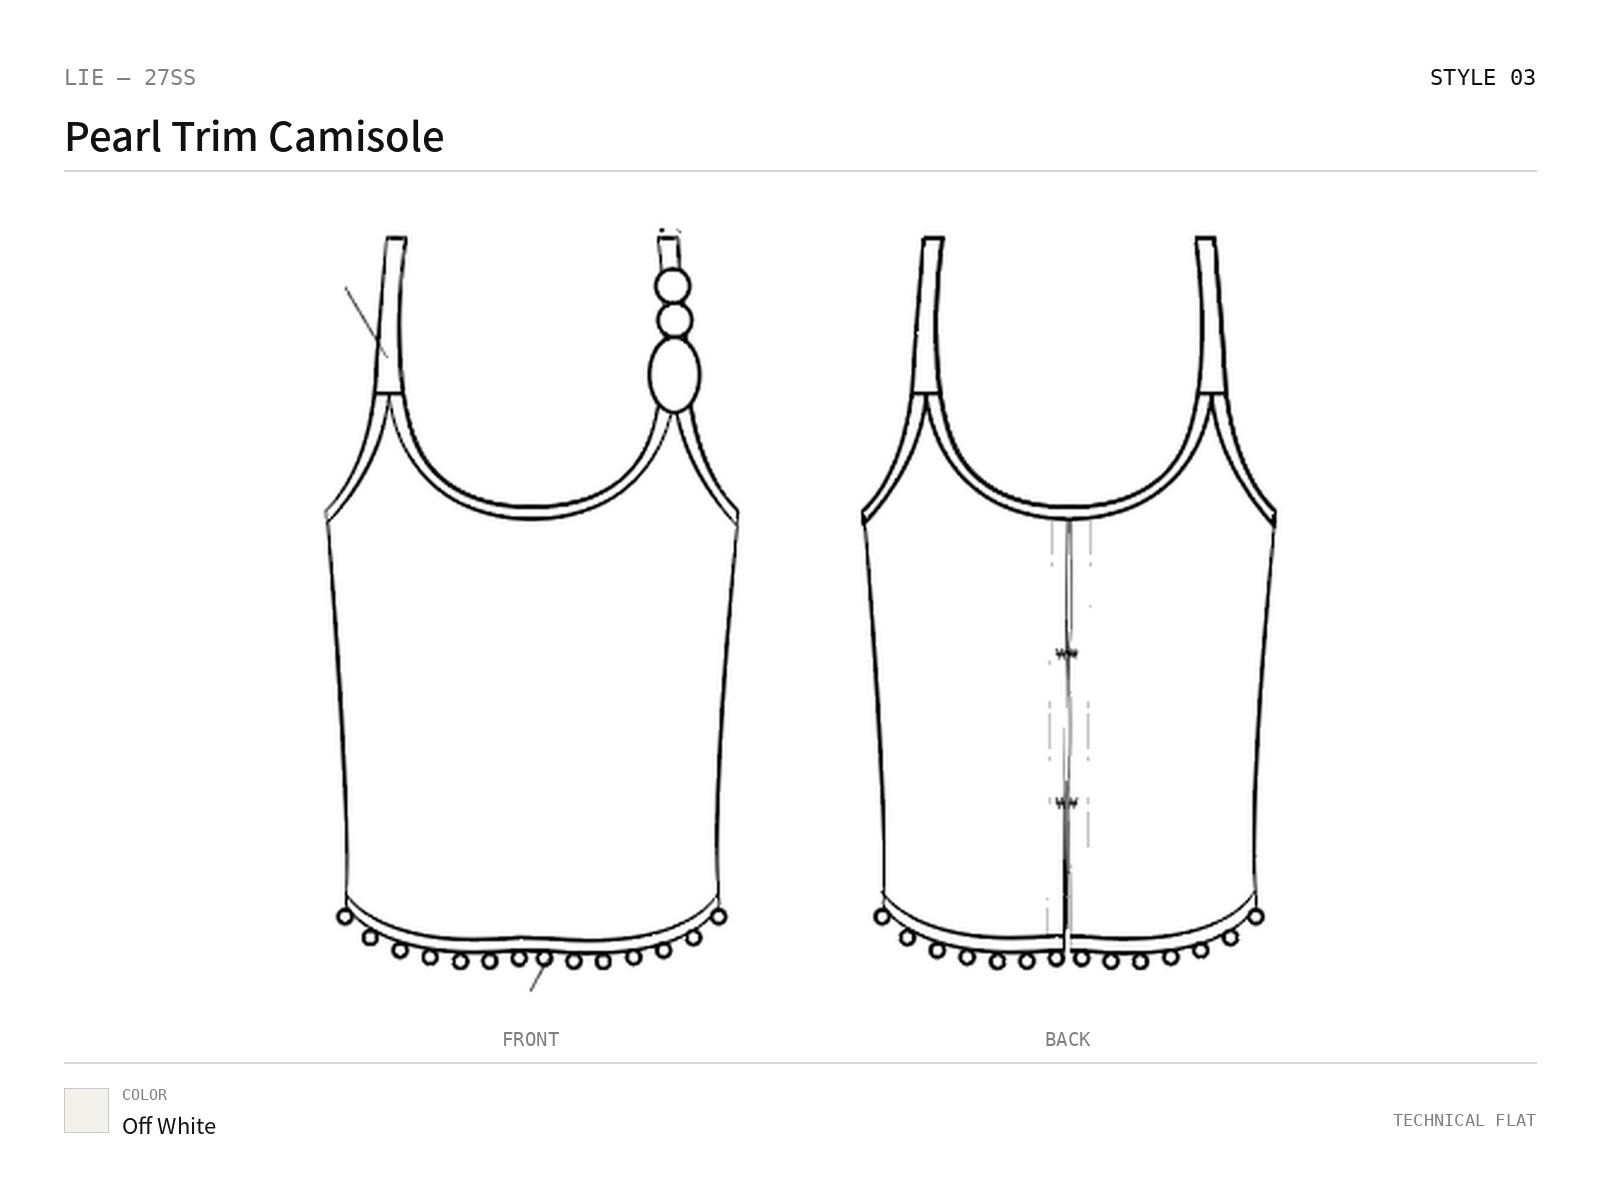 LIE — 27SS
STYLE 03
Pearl Trim Camisole
FRONT
BACK
COLOR
Off White
TECHNICAL FLAT